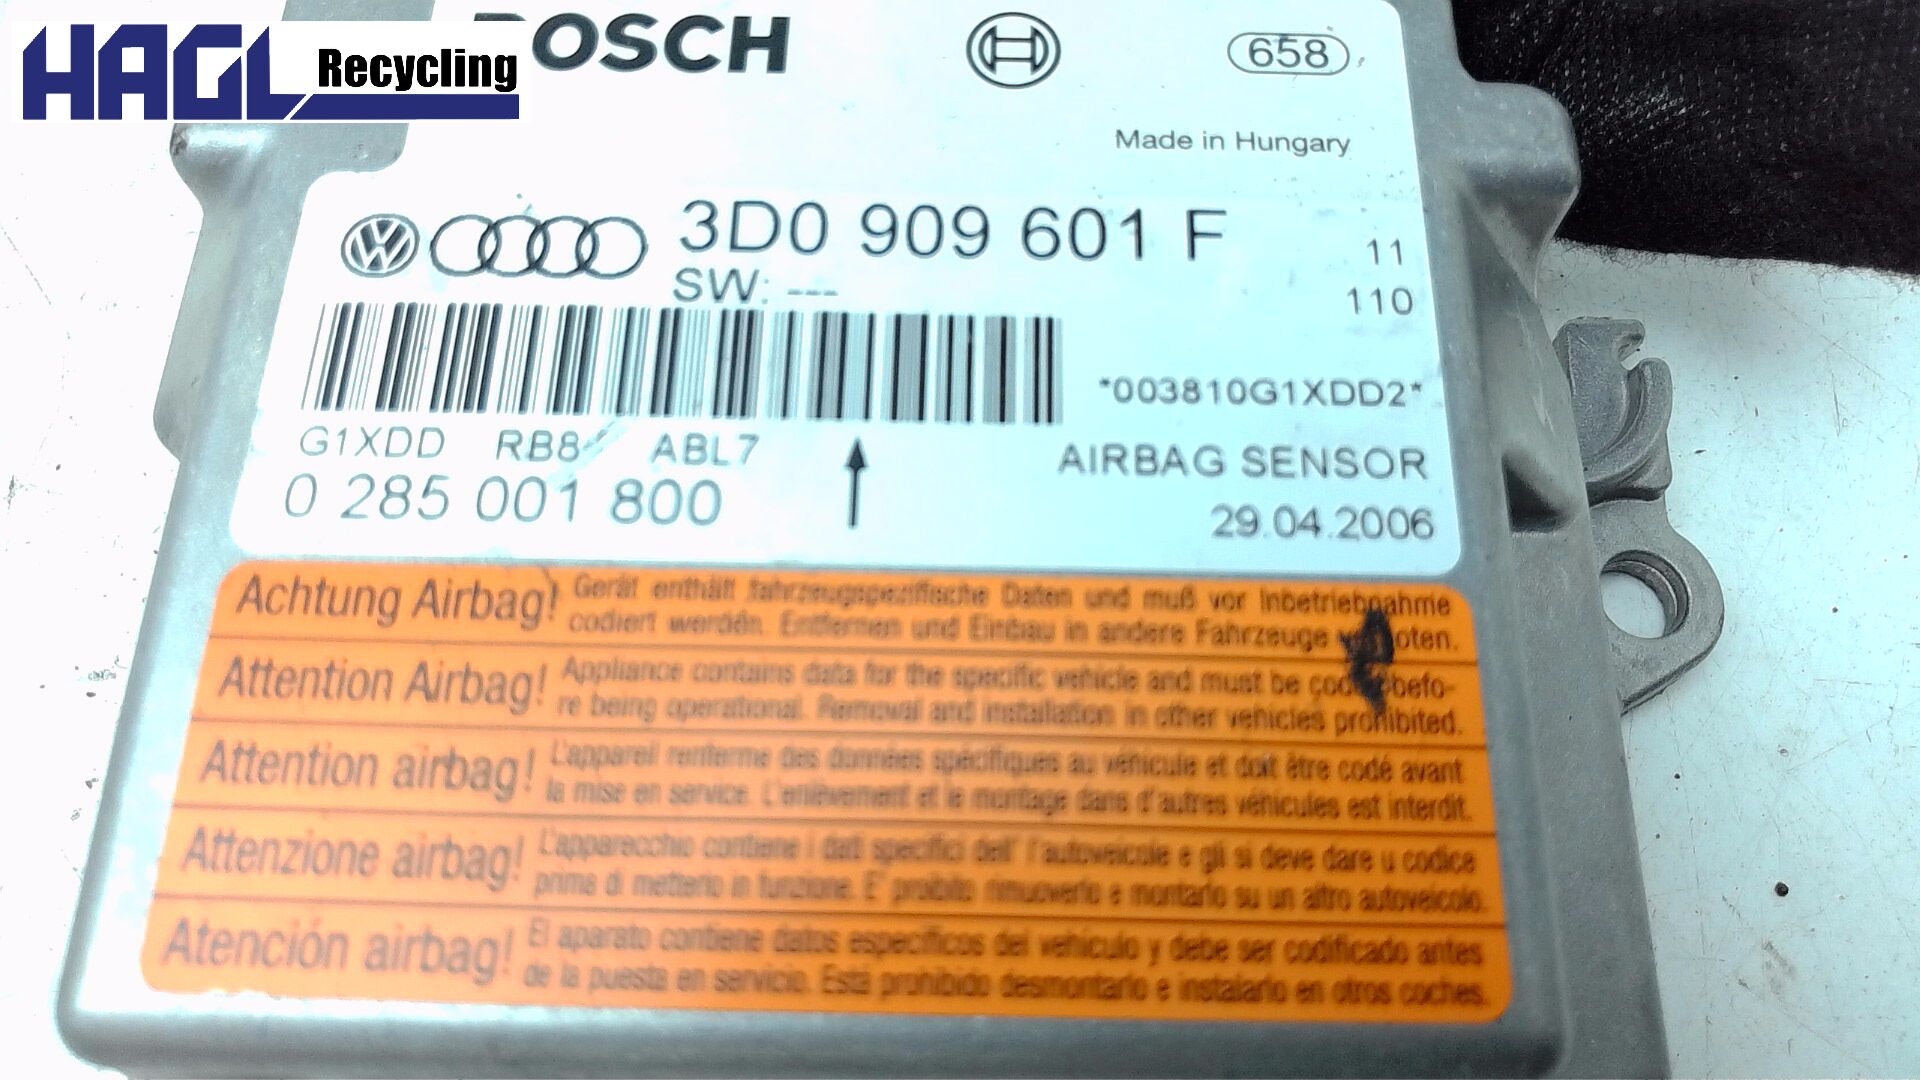 HAGL Recycling
OSCH
658
Made in Hungary
3D0 909 601 F
11
SW: ---
110
*003810G1XDD2*
G1XDD RB8 ABL7
AIRBAG SENSOR
0 285 001 800
29.04.2006
Achtung Airbag!
Gerät enthält fahrzeugspezifische Daten und muß vor Inbetriebnahme
codiert werden. Entfernen und Einbau in andere Fahrzeuge
Attention Airbag!
Appliance contains data for the specific vehicle and must be befo-
re being operational. Removal and installation in other vehicles prohibited.
Attention airbag!
L'appareil renferme des données spécifiques au véhicule et doit être codé avant
la mise en service. L'enlèvement et le montage dans d'autres véhicules est interdit.
Attenzione airbag!
L'apparecchio contiene i dati specifici dell' l'autoveicolo e gli si deve dare u codice
prima di metterlo in funzione. E' proibito rimuoverlo e montarlo su un altro autoveicolo.
Atención airbag!
El aparato contiene datos específicos del vehículo y debe ser codificado antes
de la puesta en servicio. Está prohibido desmontarlo e instalarlo en otros coches.